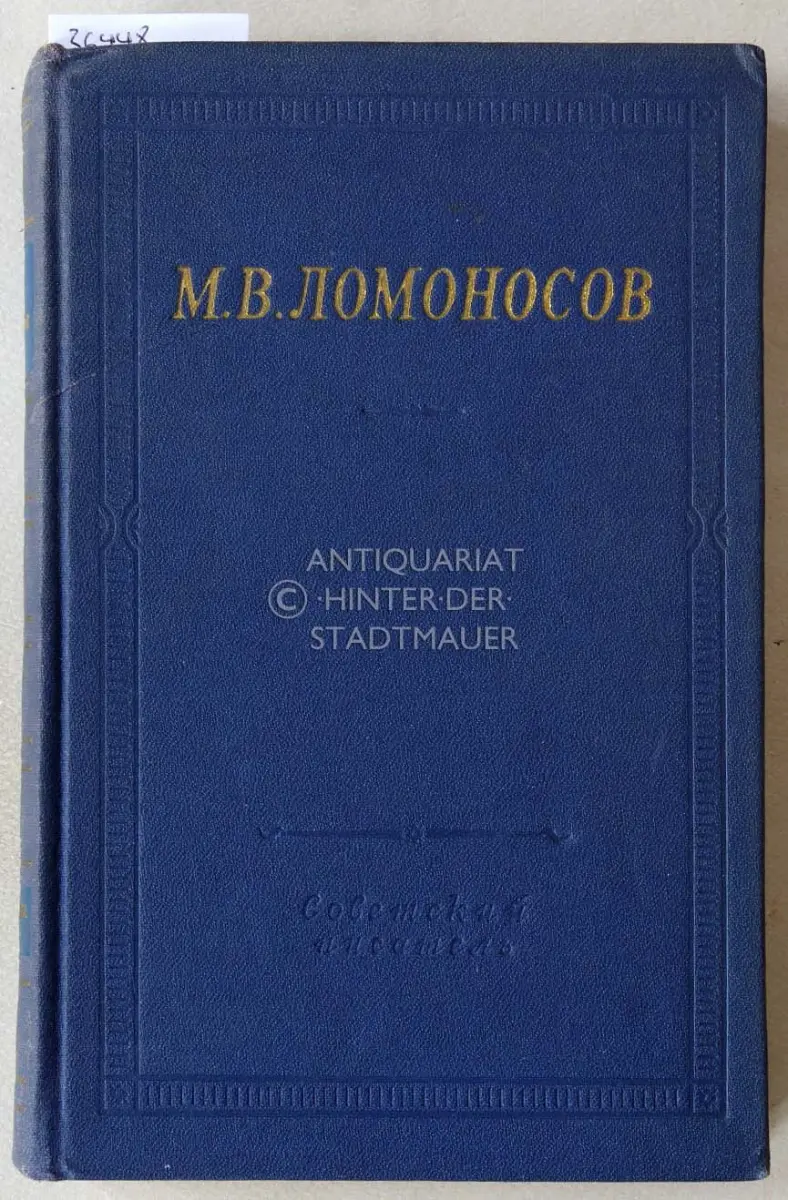 36448
М.В.ЛОМОНОСОВ
ANTIQUARIAT
© ·HINTER·DER·
STADTMAUER
Советский
писатель